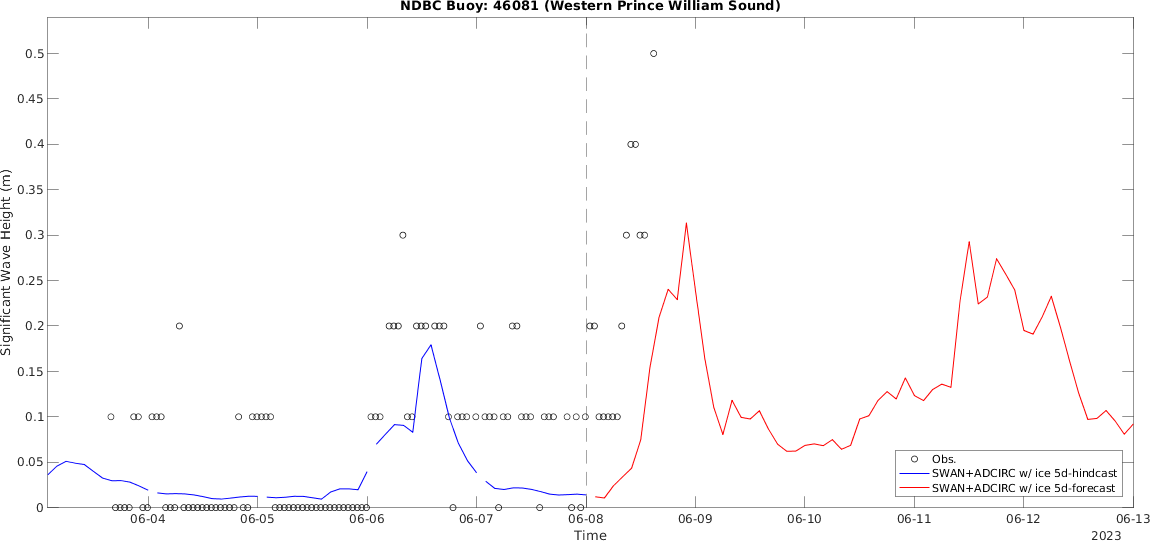 NDBC Buoy: 46081 (Western Prince William Sound)
Significant Wave Height (m)
0.5
0.45
0.4
0.35
0.3
0.25
0.2
0.15
0.1
0.05
0
Obs.
SWAN+ADCIRC w/ ice 5d-hindcast
SWAN+ADCIRC w/ ice 5d-forecast
06-04 06-05 06-06 06-07 06-08 06-09 06-10 06-11 06-12 06-13
Time
2023